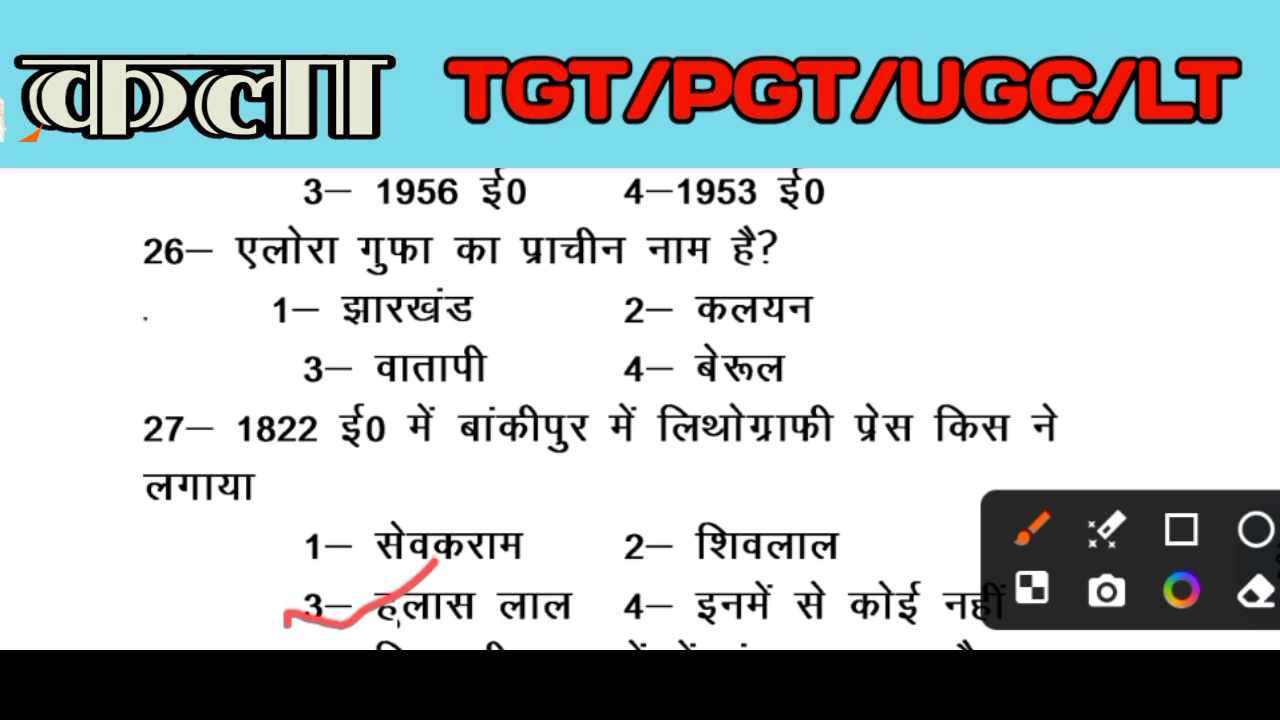 कला TGT/PGT/UGC/LT
3– 1956 ई0 4–1953 ई0
26– एलोरा गुफा का प्राचीन नाम है?
1– झारखंड 2– कलयन
3– वातापी 4– बेरूल
27– 1822 ई0 में बांकीपुर में लिथोग्राफी प्रेस किस ने
लगाया
1– सेवकराम 2– शिवलाल
3– हुलास लाल 4– इनमें से कोई नहीं